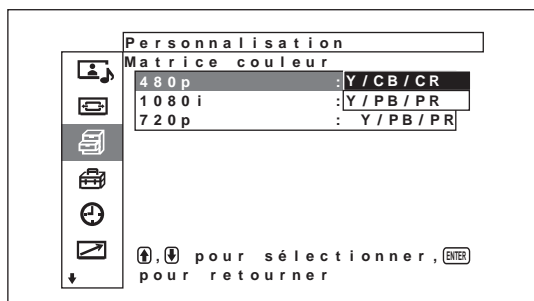 Personnalisation
Matrice couleur
480p : Y/CB/CR
1080i : Y/PB/PR
720p : Y/PB/PR
, pour sélectionner, ENTER
pour retourner